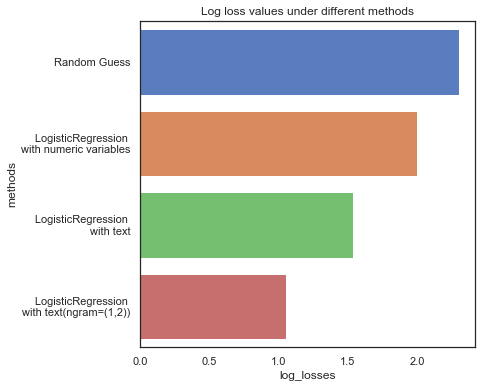 Log loss values under different methods
Random Guess
LogisticRegression
with numeric variables
LogisticRegression
with text
LogisticRegression
with text(ngram=(1,2))
methods
0.0 0.5 1.0 1.5 2.0
log_losses